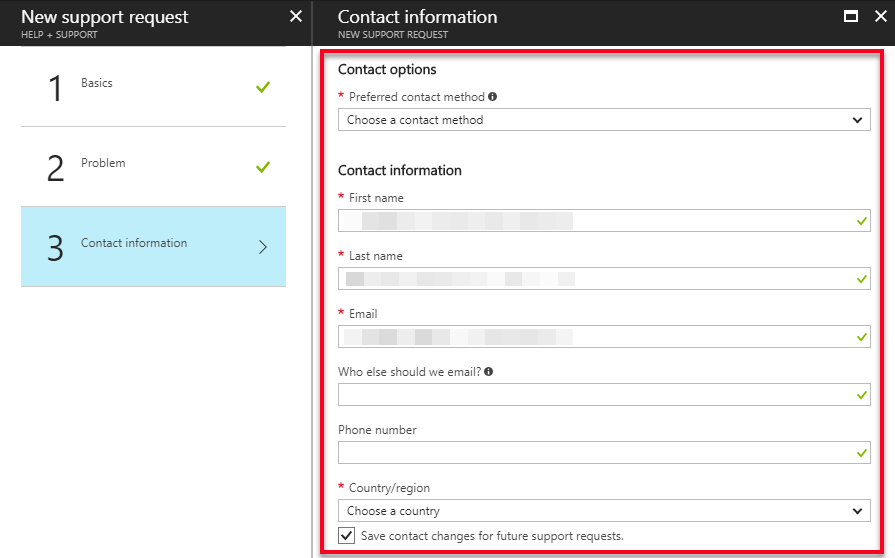 New support request
HELP + SUPPORT
1 Basics
2 Problem
3 Contact information
Contact information
NEW SUPPORT REQUEST
Contact options
* Preferred contact method
Choose a contact method
Contact information
* First name
* Last name
* Email
Who else should we email?
Phone number
* Country/region
Choose a country
Save contact changes for future support requests.